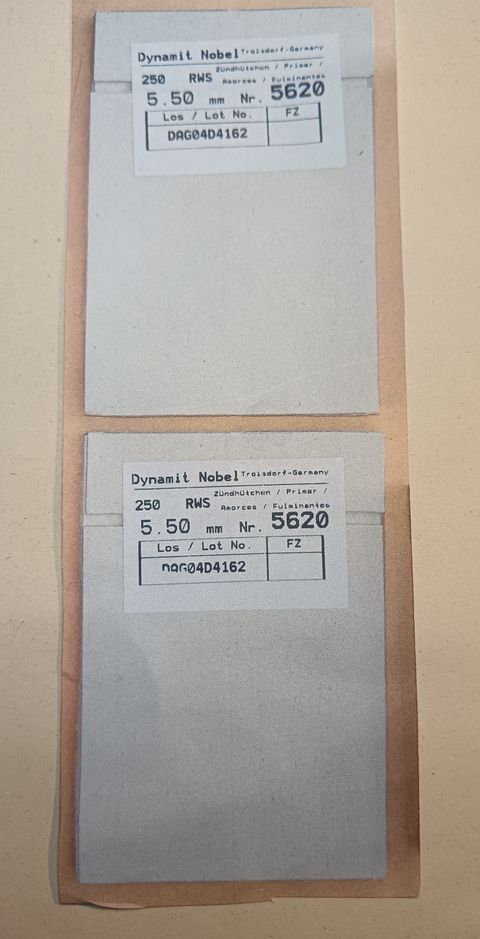 Dynamit Nobel Troisdorf-Germany
Zündhütchen / Primer /
250 RWS Amorces / Fulminantes
5.50 mm Nr. 5620
Los / Lot No. FZ
DAG04D4162
Dynamit Nobel Troisdorf-Germany
Zündhütchen / Primer /
250 RWS Amorces / Fulminantes
5.50 mm Nr. 5620
Los / Lot No. FZ
DAG04D4162